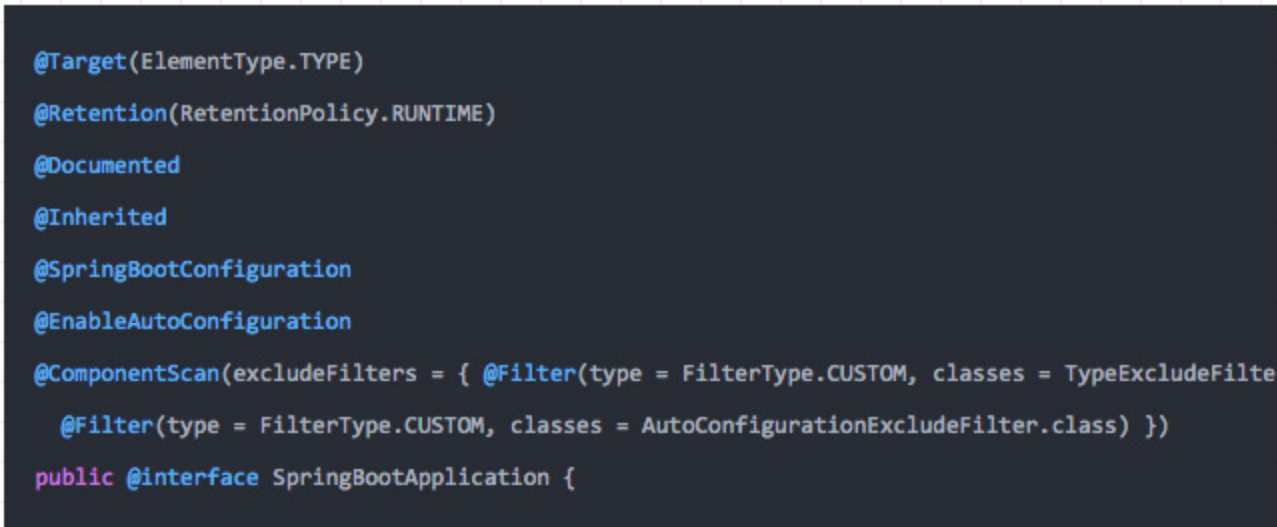 @Target(ElementType.TYPE)
@Retention(RetentionPolicy.RUNTIME)
@Documented
@Inherited
@SpringBootConfiguration
@EnableAutoConfiguration
@ComponentScan(excludeFilters = { @Filter(type = FilterType.CUSTOM, classes = TypeExcludeFilte
@Filter(type = FilterType.CUSTOM, classes = AutoConfigurationExcludeFilter.class) })
public @interface SpringBootApplication {